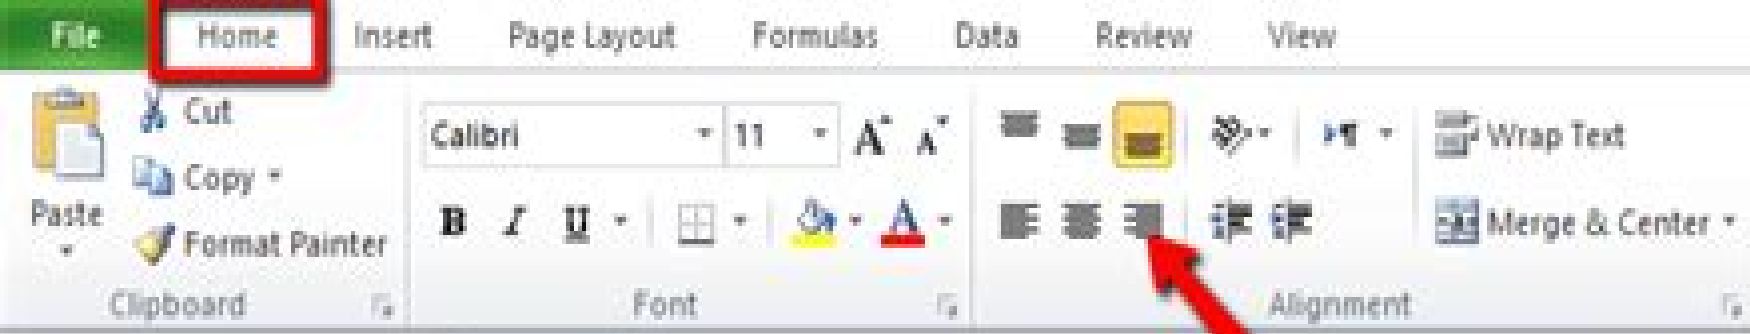 File Home Insert Page Layout Formulas Data Review View
Cut
Calibri 11 A A
Wrap Text
Copy
Paste
B I U A
Merge & Center
Format Painter
Clipboard Font Alignment